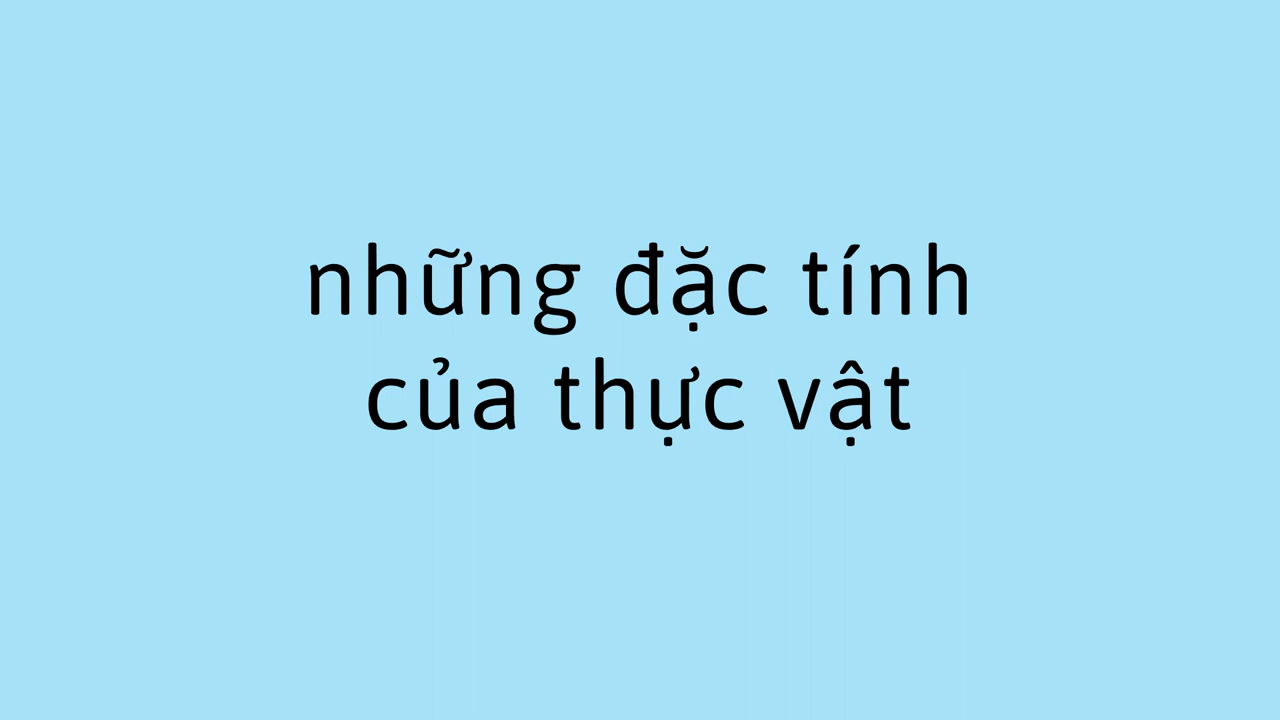 những đặc tính
của thực vật